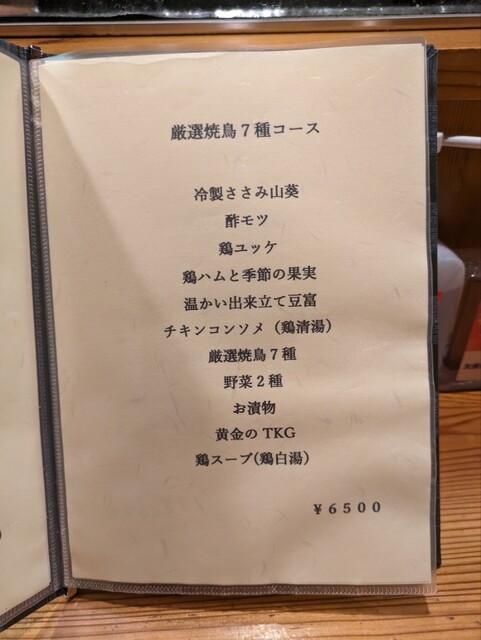 厳選焼鳥７種コース
冷製ささみ山葵
酢モツ
鶏ユッケ
鶏ハムと季節の果実
温かい出来立て豆富
チキンコンソメ（鶏清湯）
厳選焼鳥７種
野菜２種
お漬物
黄金のTKG
鶏スープ(鶏白湯)
￥６５００